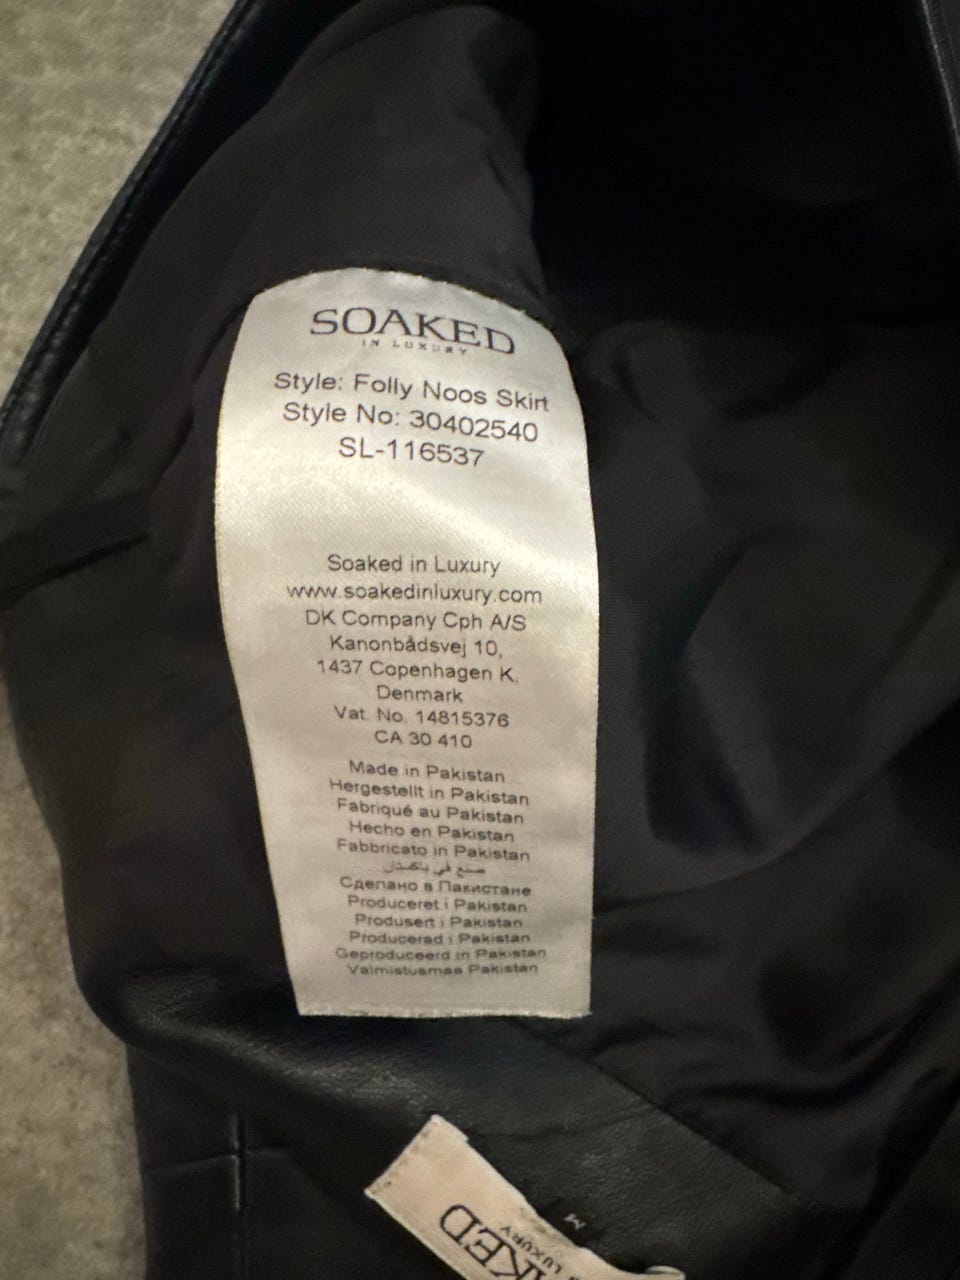 SOAKED
IN LUXURY
Style: Folly Noos Skirt
Style No: 30402540
SL-116537
Soaked in Luxury
www.soakedinluxury.com
DK Company Cph A/S
Kanonbådsvej 10,
1437 Copenhagen K.
Denmark
Vat. No. 14815376
CA 30 410
Made in Pakistan
Hergestellt in Pakistan
Fabriqué au Pakistan
Hecho en Pakistan
Fabbricato in Pakistan
صنع في باكستان
Сделано в Пакистане
Produceret i Pakistan
Produsert i Pakistan
Producerad i Pakistan
Geproduceerd in Pakistan
Valmistusmaa Pakistan
M
AKED
LUXURY